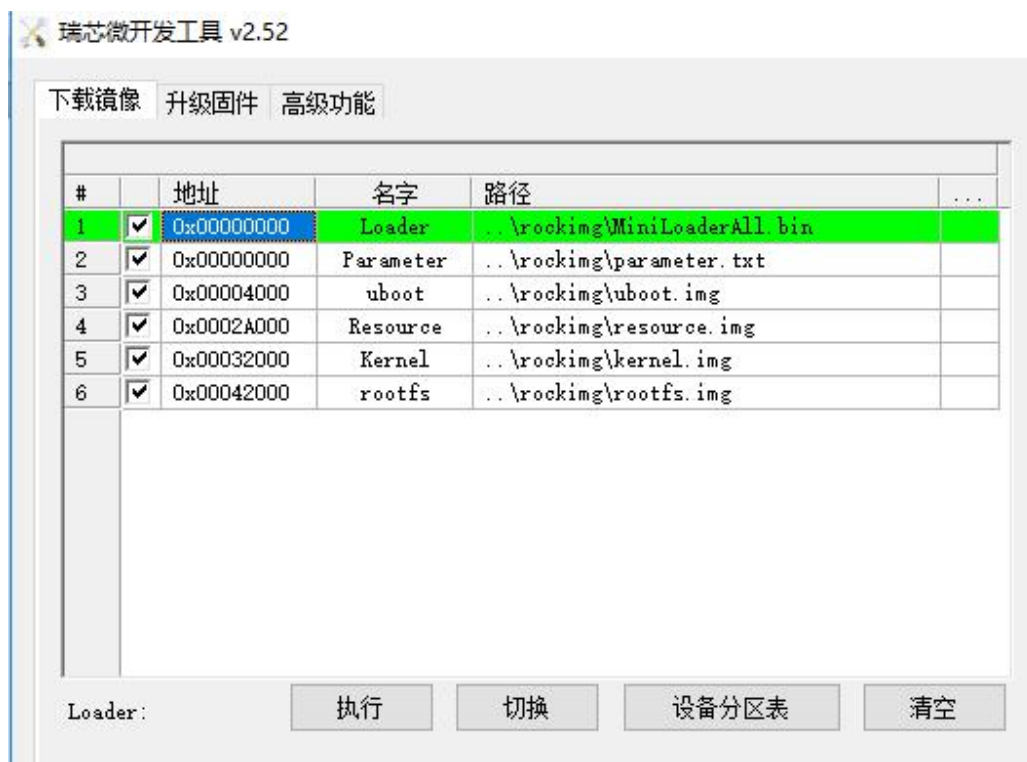 瑞芯微开发工具 v2.52
下载镜像 升级固件 高级功能
# 地址 名字 路径 ...
1 0x00000000 Loader ..\rockimg\MiniLoaderAll.bin
2 0x00000000 Parameter ..\rockimg\parameter.txt
3 0x00004000 uboot ..\rockimg\uboot.img
4 0x0002A000 Resource ..\rockimg\resource.img
5 0x00032000 Kernel ..\rockimg\kernel.img
6 0x00042000 rootfs ..\rockimg\rootfs.img
Loader: 执行 切换 设备分区表 清空